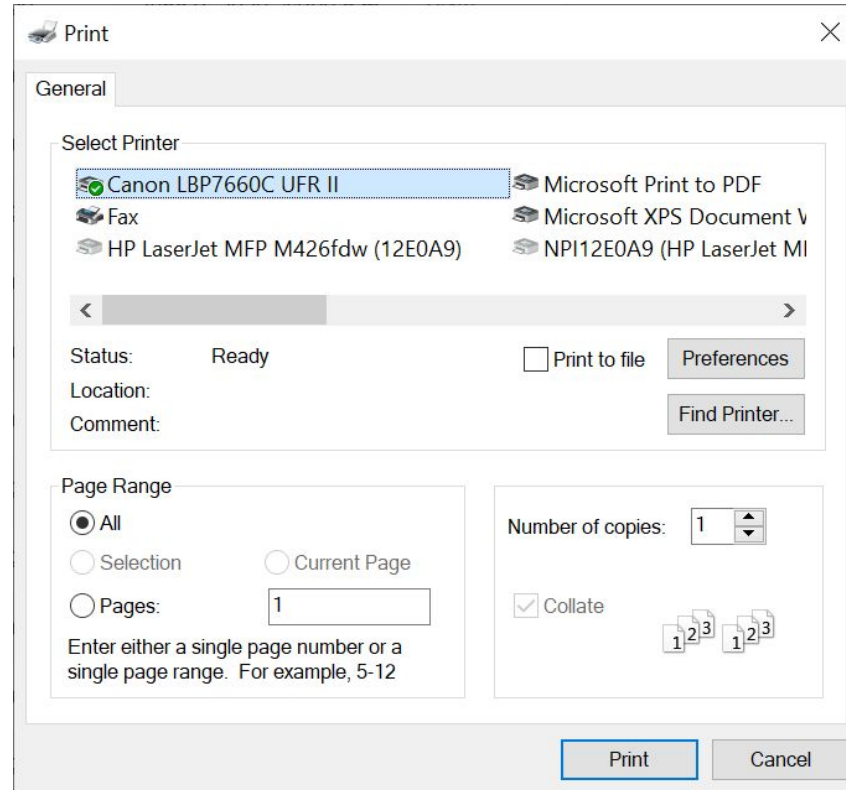 Print
General
Select Printer
Canon LBP7660C UFR II
Microsoft Print to PDF
Fax
Microsoft XPS Document
HP LaserJet MFP M426fdw (12E0A9)
NPI12E0A9 (HP LaserJet
Status: Ready
Print to file
Preferences
Location:
Find Printer...
Comment:
Page Range
All
Number of copies: 1
Selection
Current Page
Pages: 1
Collate
Enter either a single page number or a
single page range. For example, 5-12
1 2 3 1 2 3
Print
Cancel